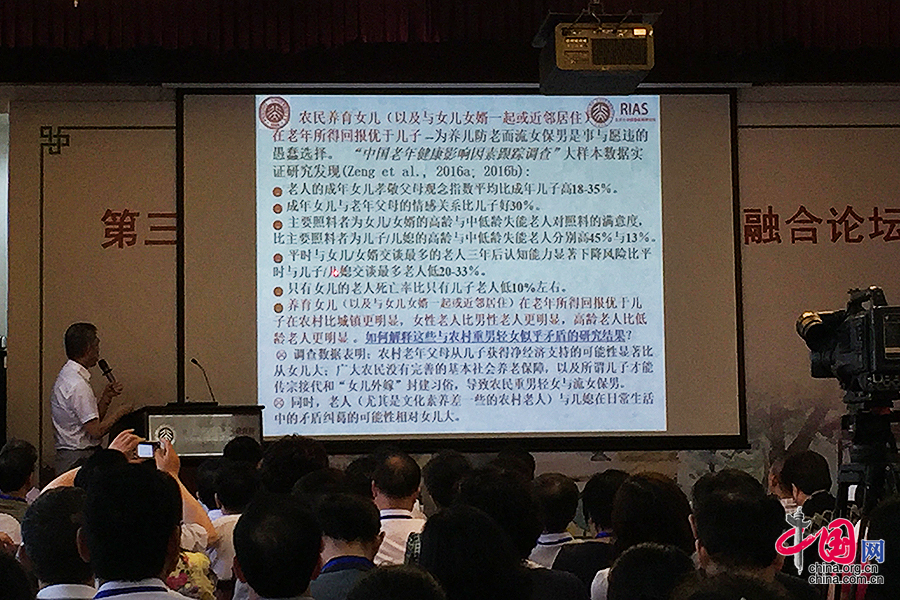 农民养育女儿（以及与女儿女婿一起或近邻居住）
RIAS
在老年所得回报优于儿子--为养儿防老而流女保男是事与愿违的
愚蠢选择。“中国老年健康影响因素跟踪调查”大样本数据实
证研究发现(Zeng et al., 2016a; 2016b):
老人的成年女儿孝敬父母观念指数平均比成年儿子高18-35%。
成年女儿与老年父母的情感关系比儿子好30%。
主要照料者为女儿/女婿的高龄与中低龄失能老人对照料的满意度，
比主要照料者为儿子/儿媳的高龄与中低龄失能老人分别高45%与13%。
平时与女儿/女婿交谈最多的老人三年后认知能力显著下降风险比平
时与儿子/儿媳交谈最多老人低20-33%。
只有女儿的老人死亡率比只有儿子老人低10%左右。
养育女儿（以及与女儿女婿一起或近邻居住）在老年所得回报优于儿
子在农村比城镇更明显，女性老人比男性老人更明显，高龄老人比低
龄老人更明显。如何解释这些与农村重男轻女似乎矛盾的研究结果？
调查数据表明：农村老年父母从儿子获得净经济支持的可能性显著比
从女儿大；广大农民没有完善的基本社会养老保障，以及所谓儿子才能
传宗接代和“女儿外嫁”封建习俗，导致农民重男轻女与流女保男。
同时，老人（尤其是文化素养差一些的农村老人）与儿媳在日常生活
中的矛盾纠葛的可能性相对女儿大。
第三
融合论坛
中国网
china.org.cn
china.com.cn